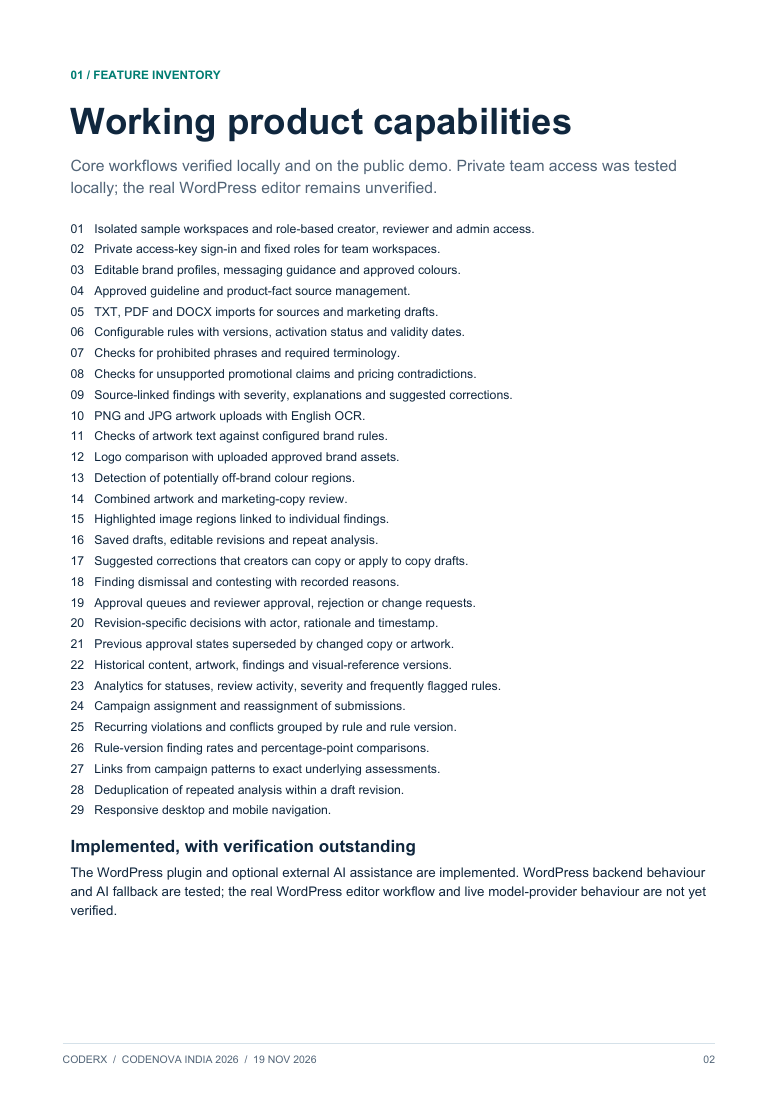 01 / FEATURE INVENTORY
Working product capabilities
Core workflows verified locally and on the public demo. Private team access was tested
locally; the real WordPress editor remains unverified.
01 Isolated sample workspaces and role-based creator, reviewer and admin access.
02 Private access-key sign-in and fixed roles for team workspaces.
03 Editable brand profiles, messaging guidance and approved colours.
04 Approved guideline and product-fact source management.
05 TXT, PDF and DOCX imports for sources and marketing drafts.
06 Configurable rules with versions, activation status and validity dates.
07 Checks for prohibited phrases and required terminology.
08 Checks for unsupported promotional claims and pricing contradictions.
09 Source-linked findings with severity, explanations and suggested corrections.
10 PNG and JPG artwork uploads with English OCR.
11 Checks of artwork text against configured brand rules.
12 Logo comparison with uploaded approved brand assets.
13 Detection of potentially off-brand colour regions.
14 Combined artwork and marketing-copy review.
15 Highlighted image regions linked to individual findings.
16 Saved drafts, editable revisions and repeat analysis.
17 Suggested corrections that creators can copy or apply to copy drafts.
18 Finding dismissal and contesting with recorded reasons.
19 Approval queues and reviewer approval, rejection or change requests.
20 Revision-specific decisions with actor, rationale and timestamp.
21 Previous approval states superseded by changed copy or artwork.
22 Historical content, artwork, findings and visual-reference versions.
23 Analytics for statuses, review activity, severity and frequently flagged rules.
24 Campaign assignment and reassignment of submissions.
25 Recurring violations and conflicts grouped by rule and rule version.
26 Rule-version finding rates and percentage-point comparisons.
27 Links from campaign patterns to exact underlying assessments.
28 Deduplication of repeated analysis within a draft revision.
29 Responsive desktop and mobile navigation.
Implemented, with verification outstanding
The WordPress plugin and optional external AI assistance are implemented. WordPress backend behaviour
and AI fallback are tested; the real WordPress editor workflow and live model-provider behaviour are not yet
verified.
CODERX / CODENOVA INDIA 2026 / 19 NOV 2026
02